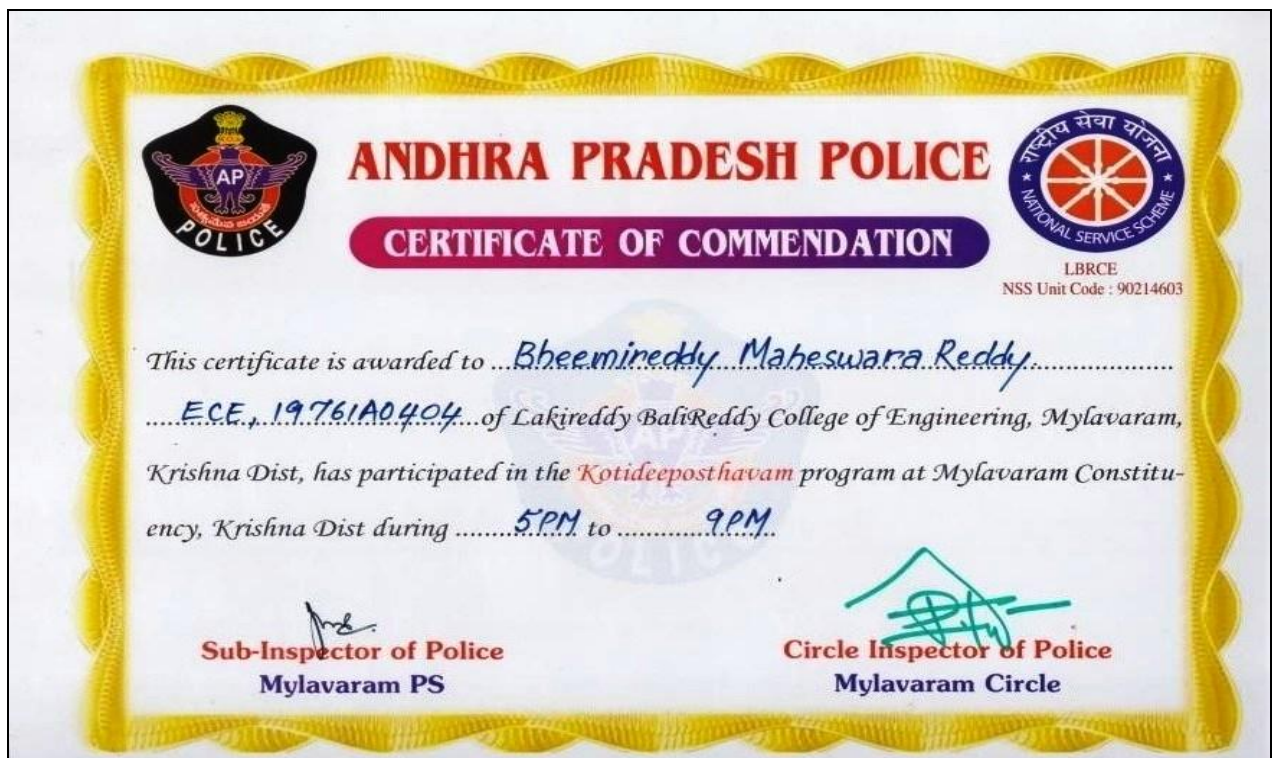 ANDHRA PRADESH POLICE
CERTIFICATE OF COMMENDATION
AP
POLICE
राष्ट्रीय सेवा योजना
NATIONAL SERVICE SCHEME
LBRCE
NSS Unit Code : 90214603
This certificate is awarded to ...Bheemireddy Maheswara Reddy...
...ECE, 19761A0404...of Lakireddy BaliReddy College of Engineering, Mylavaram,
Krishna Dist, has participated in the Kotideeposthavam program at Mylavaram Constitu-
ency, Krishna Dist during ...5PM to ...9PM
Sub-Inspector of Police
Mylavaram PS
Circle Inspector of Police
Mylavaram Circle